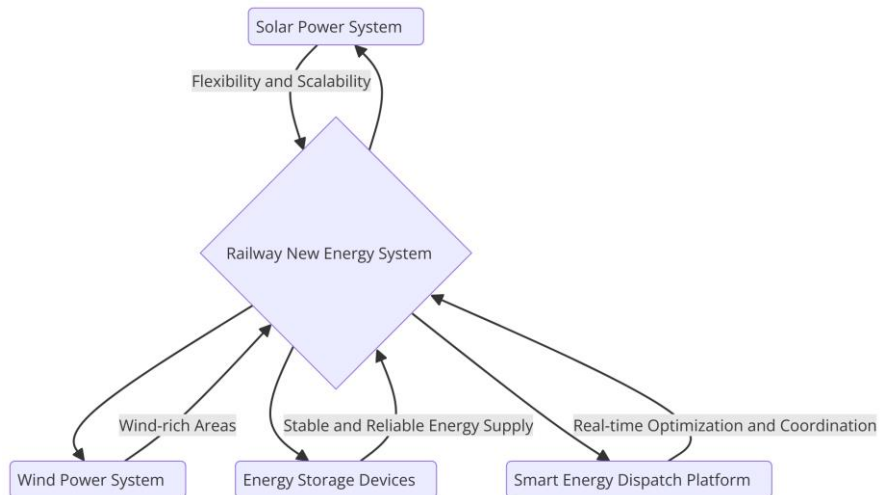 Solar Power System
Flexibility and Scalability
Railway New Energy System
Wind-rich Areas
Stable and Reliable Energy Supply
Real-time Optimization and Coordination
Wind Power System
Energy Storage Devices
Smart Energy Dispatch Platform